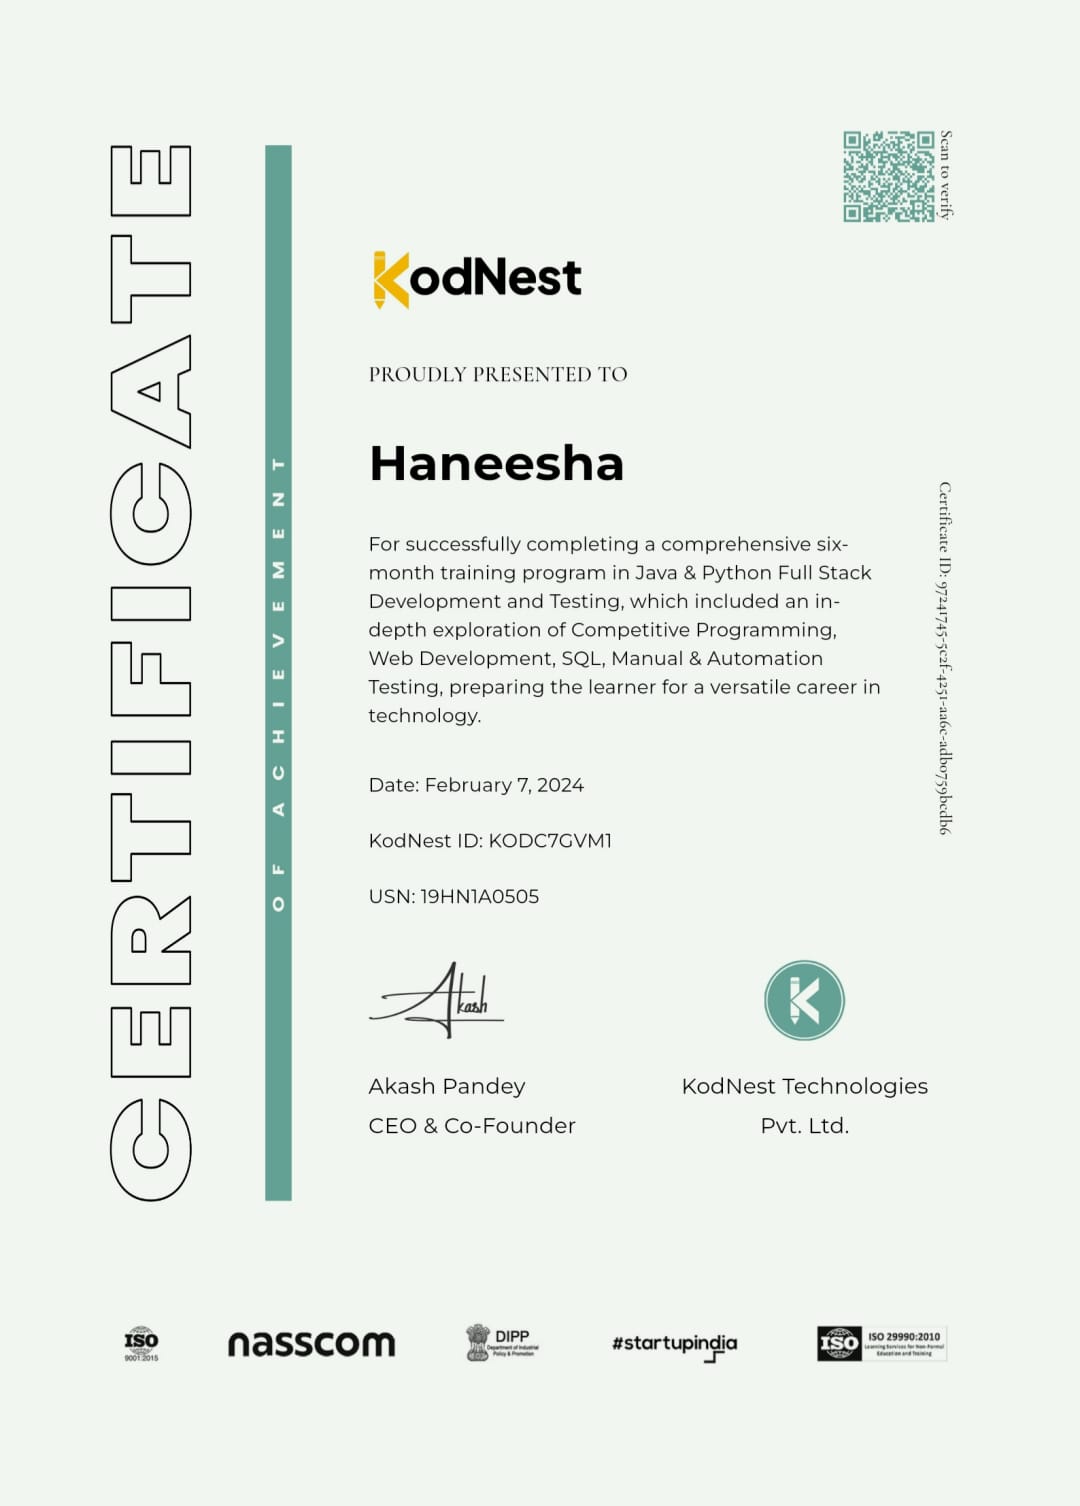 CERTIFICATE
OF ACHIEVEMENT
Scan to verify
KodNest
PROUDLY PRESENTED TO
Haneesha
For successfully completing a comprehensive six-
month training program in Java & Python Full Stack
Development and Testing, which included an in-
depth exploration of Competitive Programming,
Web Development, SQL, Manual & Automation
Testing, preparing the learner for a versatile career in
technology.
Certificate ID: 97241745-5c2f-4251-aa6c-adb0759bcdb6
Date: February 7, 2024
KodNest ID: KODC7GVM1
USN: 19HN1A0505
Akash
K
Akash Pandey
CEO & Co-Founder
KodNest Technologies
Pvt. Ltd.
ISO
9001:2015
nasscom
DIPP
Department of Industrial
Policy & Promotion
#startupindia
ISO
ISO 29990:2010
Learning Services for Non-Formal
Education and Training